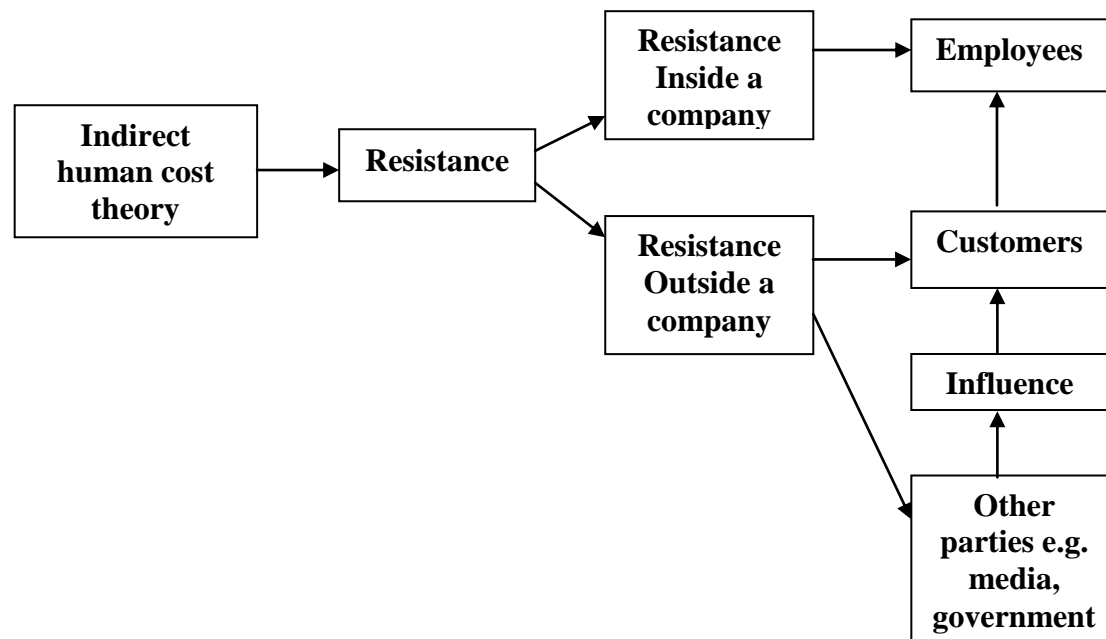 Indirect
human cost
theory
Resistance
Resistance
Inside a
company
Resistance
Outside a
company
Employees
Customers
Influence
Other
parties e.g.
media,
government